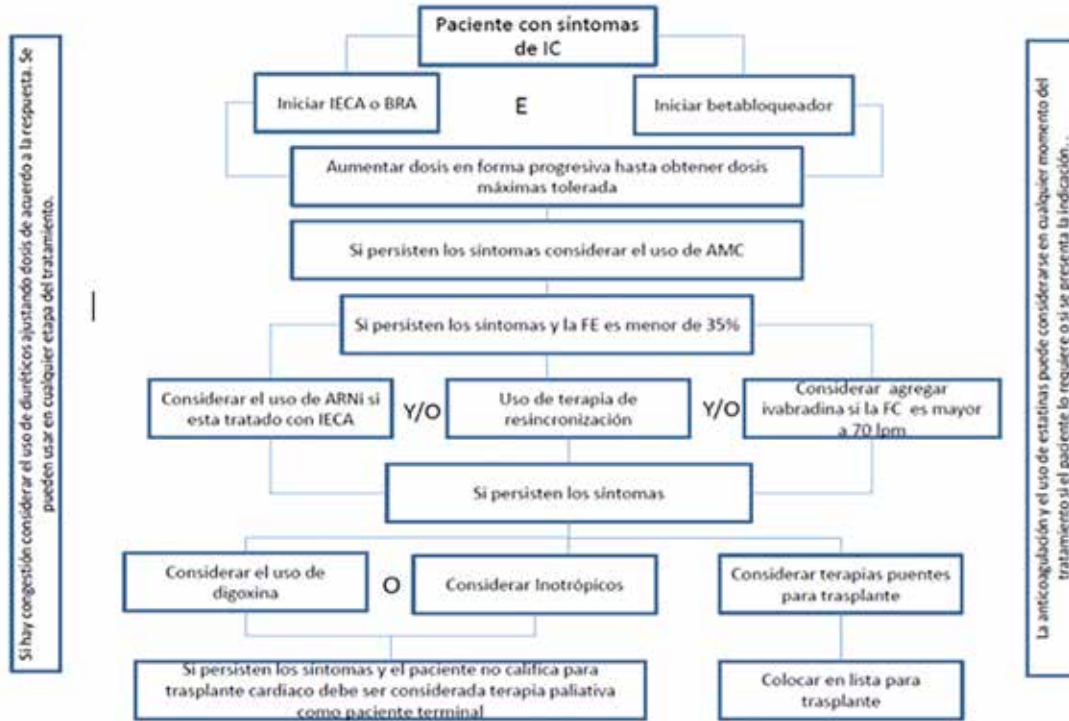 Paciente con síntomas
de IC
Iniciar IECA o BRA
E
Iniciar betabloqueador
Aumentar dosis en forma progresiva hasta obtener dosis
máximas tolerada
Si persisten los síntomas considerar el uso de AMC
Si persisten los síntomas y la FE es menor de 35%
Considerar el uso de ARNi si
esta tratado con IECA
Y/O
Uso de terapia de
resincronización
Y/O
Considerar agregar
ivabradina si la FC es mayor
a 70 lpm
Si persisten los síntomas
Considerar el uso de
digoxina
O
Considerar Inotrópicos
Considerar terapias puentes
para trasplante
Si persisten los síntomas y el paciente no califica para
trasplante cardiaco debe ser considerada terapia paliativa
como paciente terminal
Colocar en lista para
trasplante
Si hay congestión considerar el uso de diuréticos ajustando dosis de acuerdo a la respuesta. Se
pueden usar en cualquier etapa del tratamiento.
La anticoagulación y el uso de estatinas puede considerarse en cualquier momento del
tratamiento si el paciente lo requiere o si se presenta la indicación. .